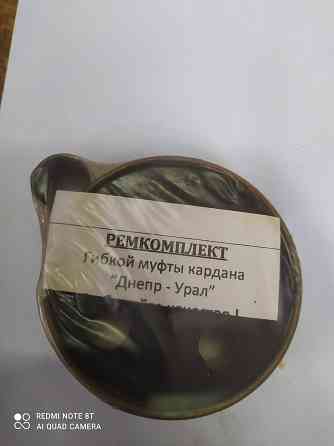 РЕМКОМПЛЕКТ
Гибкой муфты кардана
"Днепр - Урал"
REDMI NOTE 8T
AI QUAD CAMERA